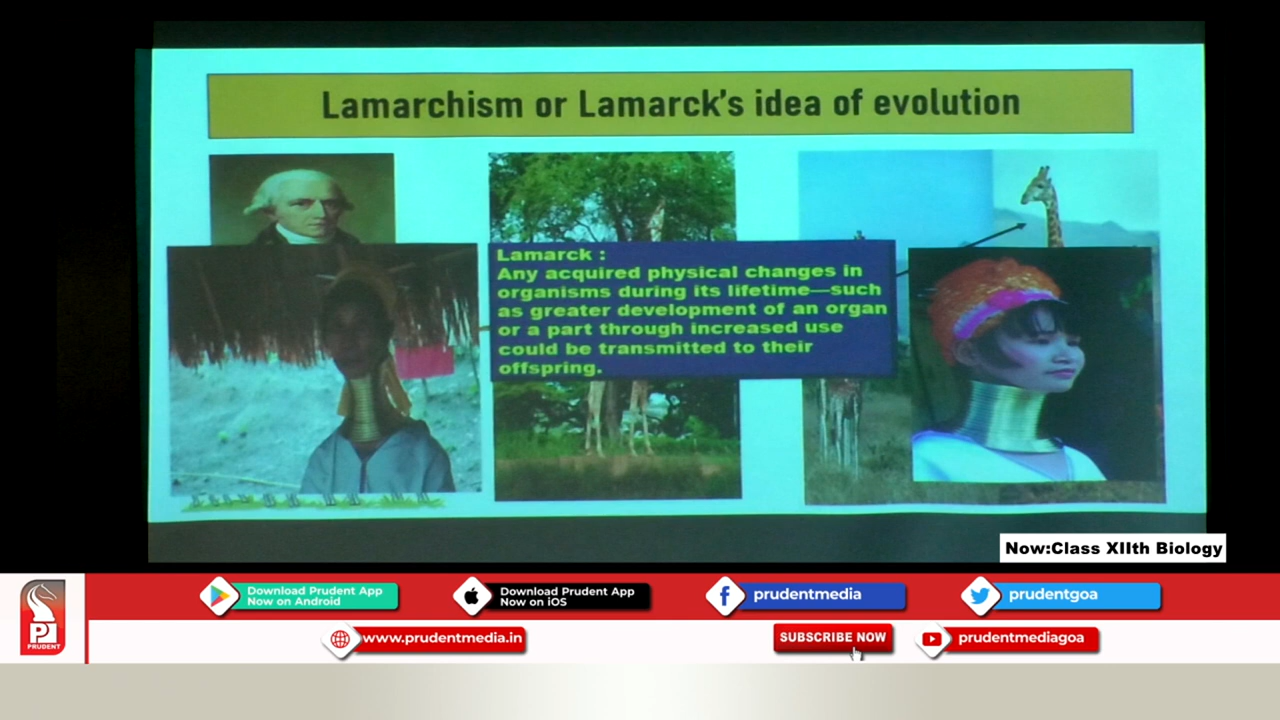 Lamarchism or Lamarck's idea of evolution
Lamarck :
Any acquired physical changes in
organisms during its lifetime—such
as greater development of an organ
or a part through increased use
could be transmitted to their
offspring.
Now:Class XIIth Biology
Download Prudent App
Now on Android
Download Prudent App
Now on iOS
prudentmedia
prudentgoa
PRUDENT
www.prudentmedia.in
SUBSCRIBE NOW
prudentmediagoa